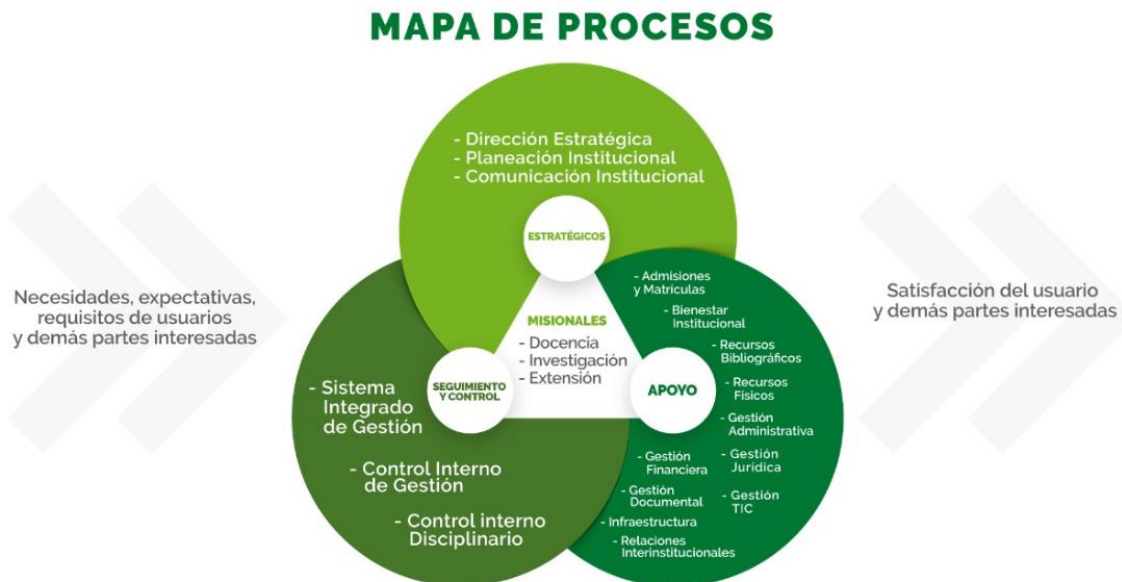 MAPA DE PROCESOS
- Dirección Estratégica
- Planeación Institucional
- Comunicación Institucional
ESTRATÉGICOS
Necesidades, expectativas,
requisitos de usuarios
y demás partes interesadas
MISIONALES
- Docencia
- Investigación
- Extensión
SEGUIMIENTO
Y CONTROL
- Sistema
Integrado
de Gestión
- Control Interno
de Gestión
- Control interno
Disciplinario
APOYO
- Admisiones
y Matrículas
- Bienestar
Institucional
- Recursos
Bibliográficos
- Recursos
Físicos
- Gestión
Administrativa
- Gestión
Jurídica
- Gestión
TIC
- Gestión
Financiera
- Gestión
Documental
- Infraestructura
- Relaciones
Interinstitucionales
Satisfacción del usuario
y demás partes interesadas